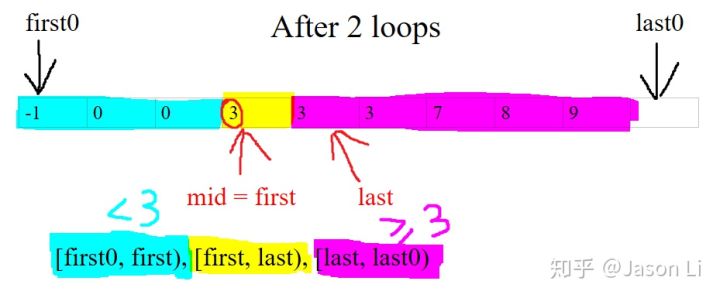 first0 After 2 loops last0
-1 0 0 3 3 3 7 8 9
mid = first last
<3 ≥3
[first0, first), [first, last), [last, last0)
知乎 @Jason Li